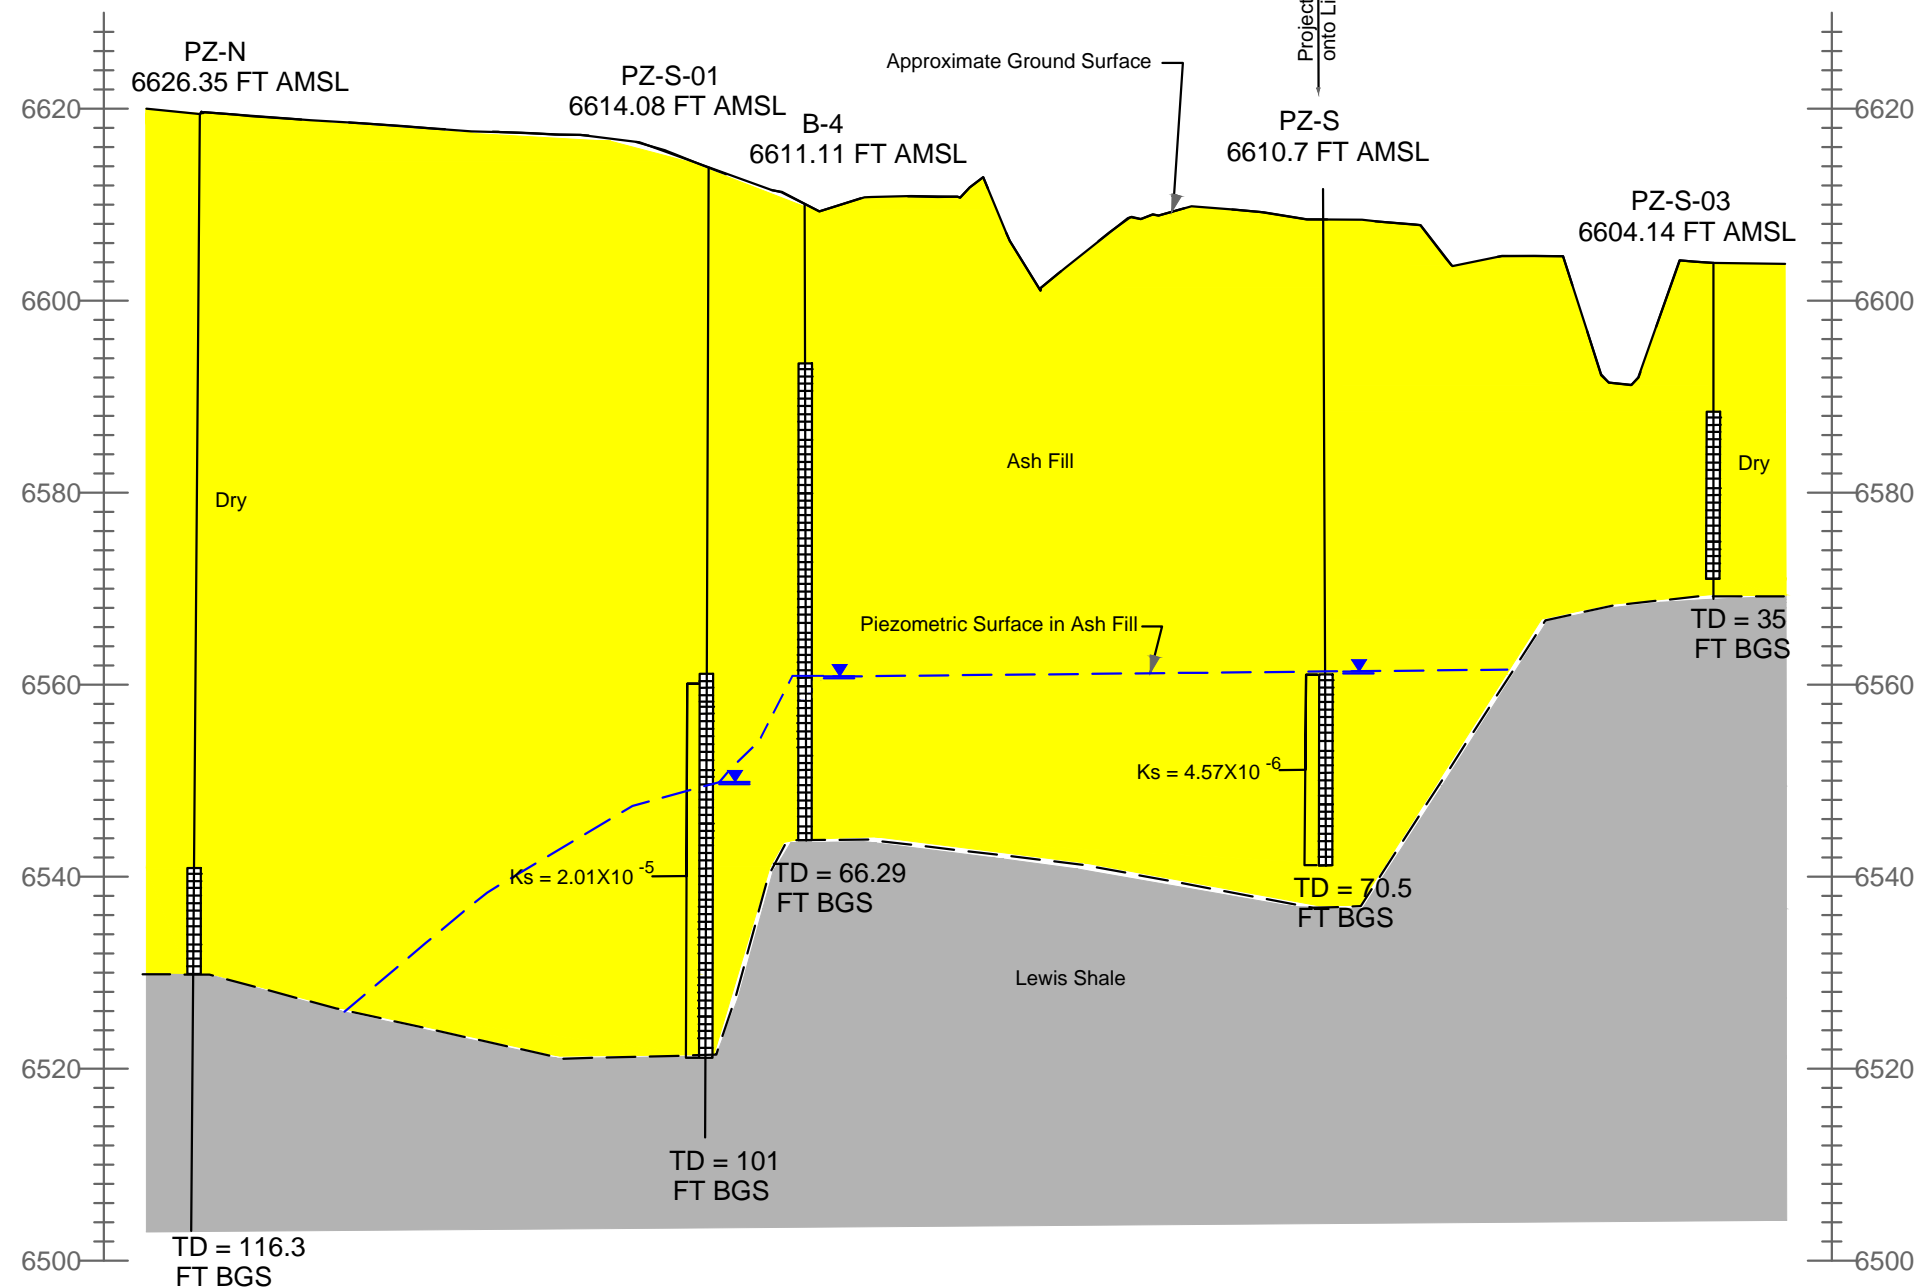 Project
onto Li
PZ-N
6626.35 FT AMSL
PZ-S-01
6614.08 FT AMSL
B-4
6611.11 FT AMSL
Approximate Ground Surface
PZ-S
6610.7 FT AMSL
PZ-S-03
6604.14 FT AMSL
6620
6600
6580
6560
6540
6520
6500
6620
6600
6580
6560
6540
6520
6500
Dry
Ash Fill
Dry
Piezometric Surface in Ash Fill
TD = 35
FT BGS
Ks = 4.57X10 -6
Ks = 2.01X10 -5
TD = 66.29
FT BGS
TD = 70.5
FT BGS
Lewis Shale
TD = 101
FT BGS
TD = 116.3
FT BGS